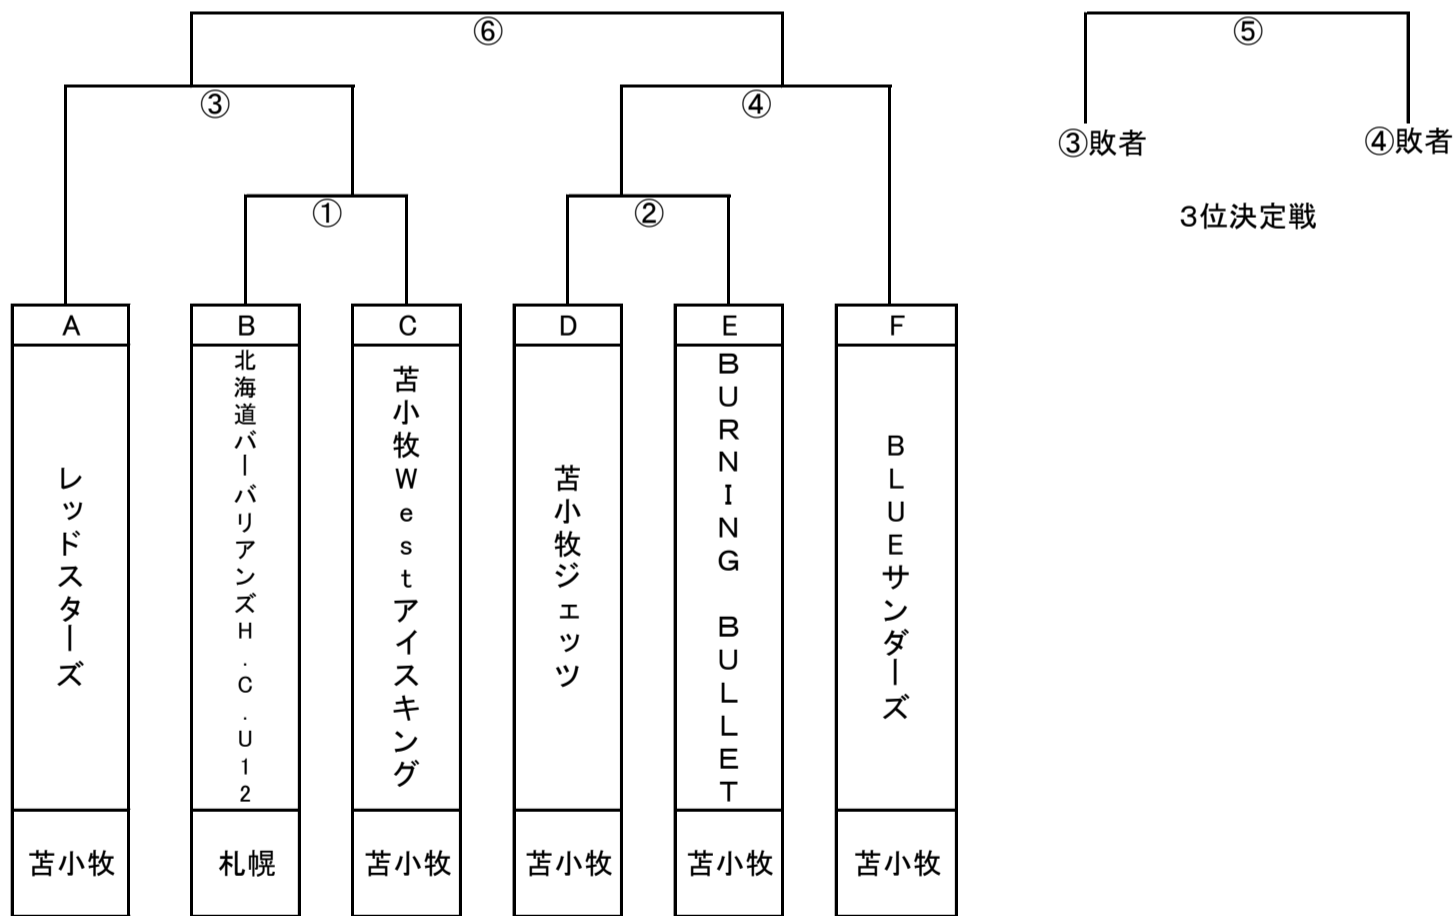 ⑥
⑤
③
④
③敗者
④敗者
①
②
3位決定戦
A
B
C
D
E
F
レッドスターズ
北海道バーバリアンズH.C.U12
苫小牧Westアイスキング
苫小牧ジェッツ
BURNING BULLET
BLUEサンダーズ
苫小牧
札幌
苫小牧
苫小牧
苫小牧
苫小牧